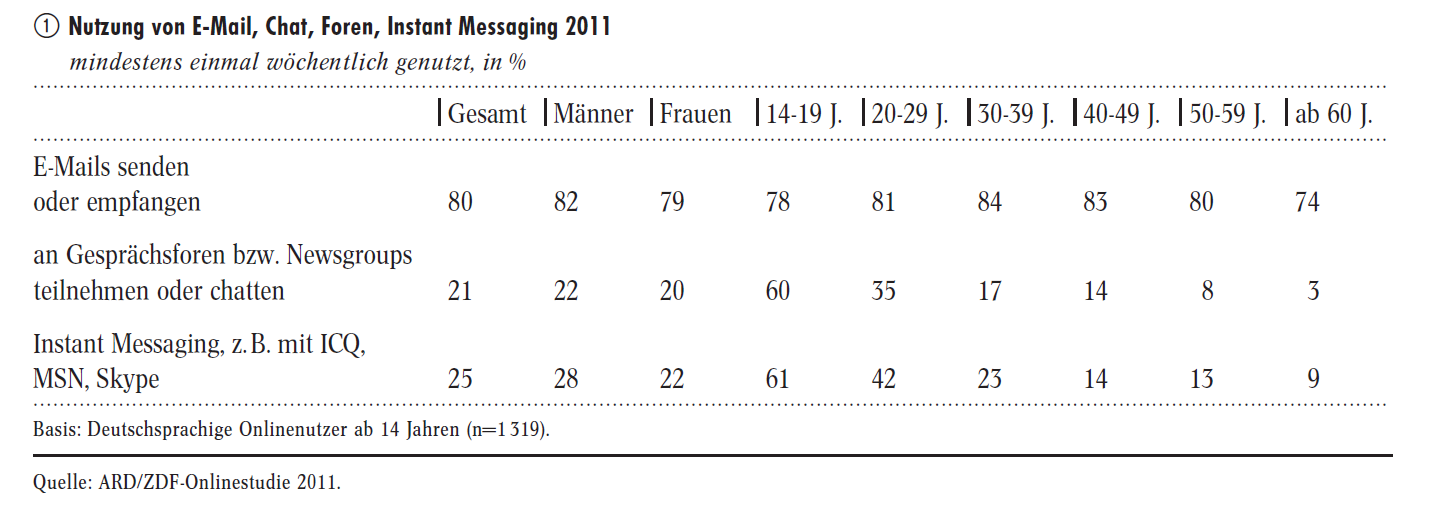 ① Nutzung von E-Mail, Chat, Foren, Instant Messaging 2011
mindestens einmal wöchentlich genutzt, in %
Gesamt Männer Frauen 14-19 J. 20-29 J. 30-39 J. 40-49 J. 50-59 J. ab 60 J.
E-Mails senden
oder empfangen 80 82 79 78 81 84 83 80 74
an Gesprächsforen bzw. Newsgroups
teilnehmen oder chatten 21 22 20 60 35 17 14 8 3
Instant Messaging, z.B. mit ICQ,
MSN, Skype 25 28 22 61 42 23 14 13 9
Basis: Deutschsprachige Onlinenutzer ab 14 Jahren (n=1 319).
Quelle: ARD/ZDF-Onlinestudie 2011.